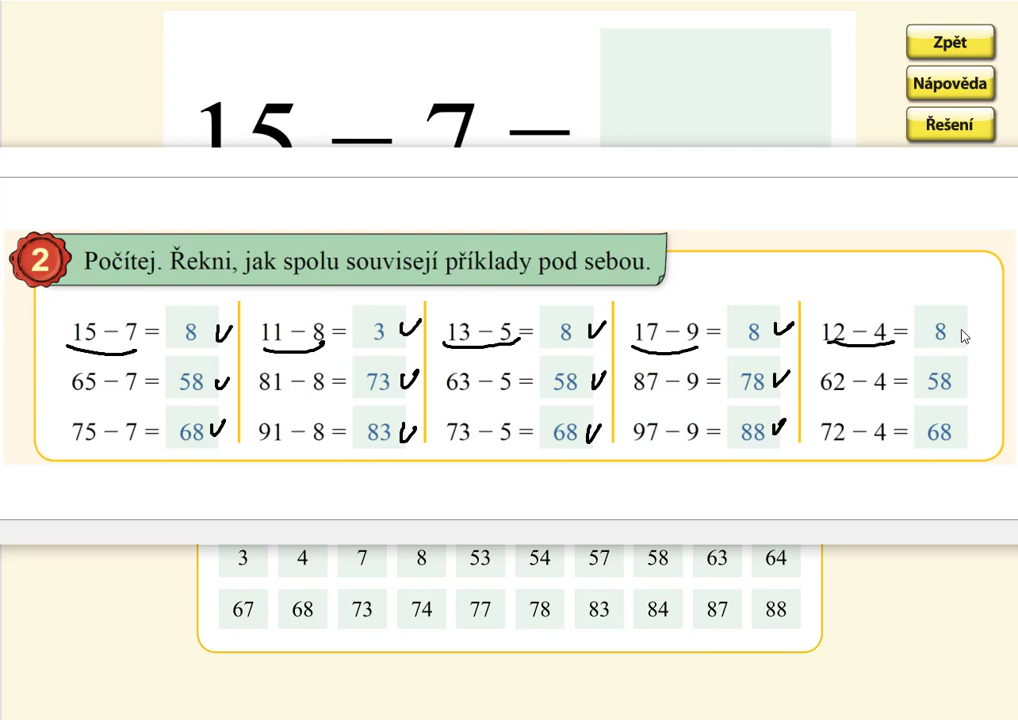 Zpět
15 − 7 =
Nápověda
Řešení
2 Počítej. Řekni, jak spolu souvisejí příklady pod sebou.
15 − 7 = 8 11 − 8 = 3 13 − 5 = 8 17 − 9 = 8 12 − 4 = 8
65 − 7 = 58 81 − 8 = 73 63 − 5 = 58 87 − 9 = 78 62 − 4 = 58
75 − 7 = 68 91 − 8 = 83 73 − 5 = 68 97 − 9 = 88 72 − 4 = 68
3 4 7 8 53 54 57 58 63 64
67 68 73 74 77 78 83 84 87 88